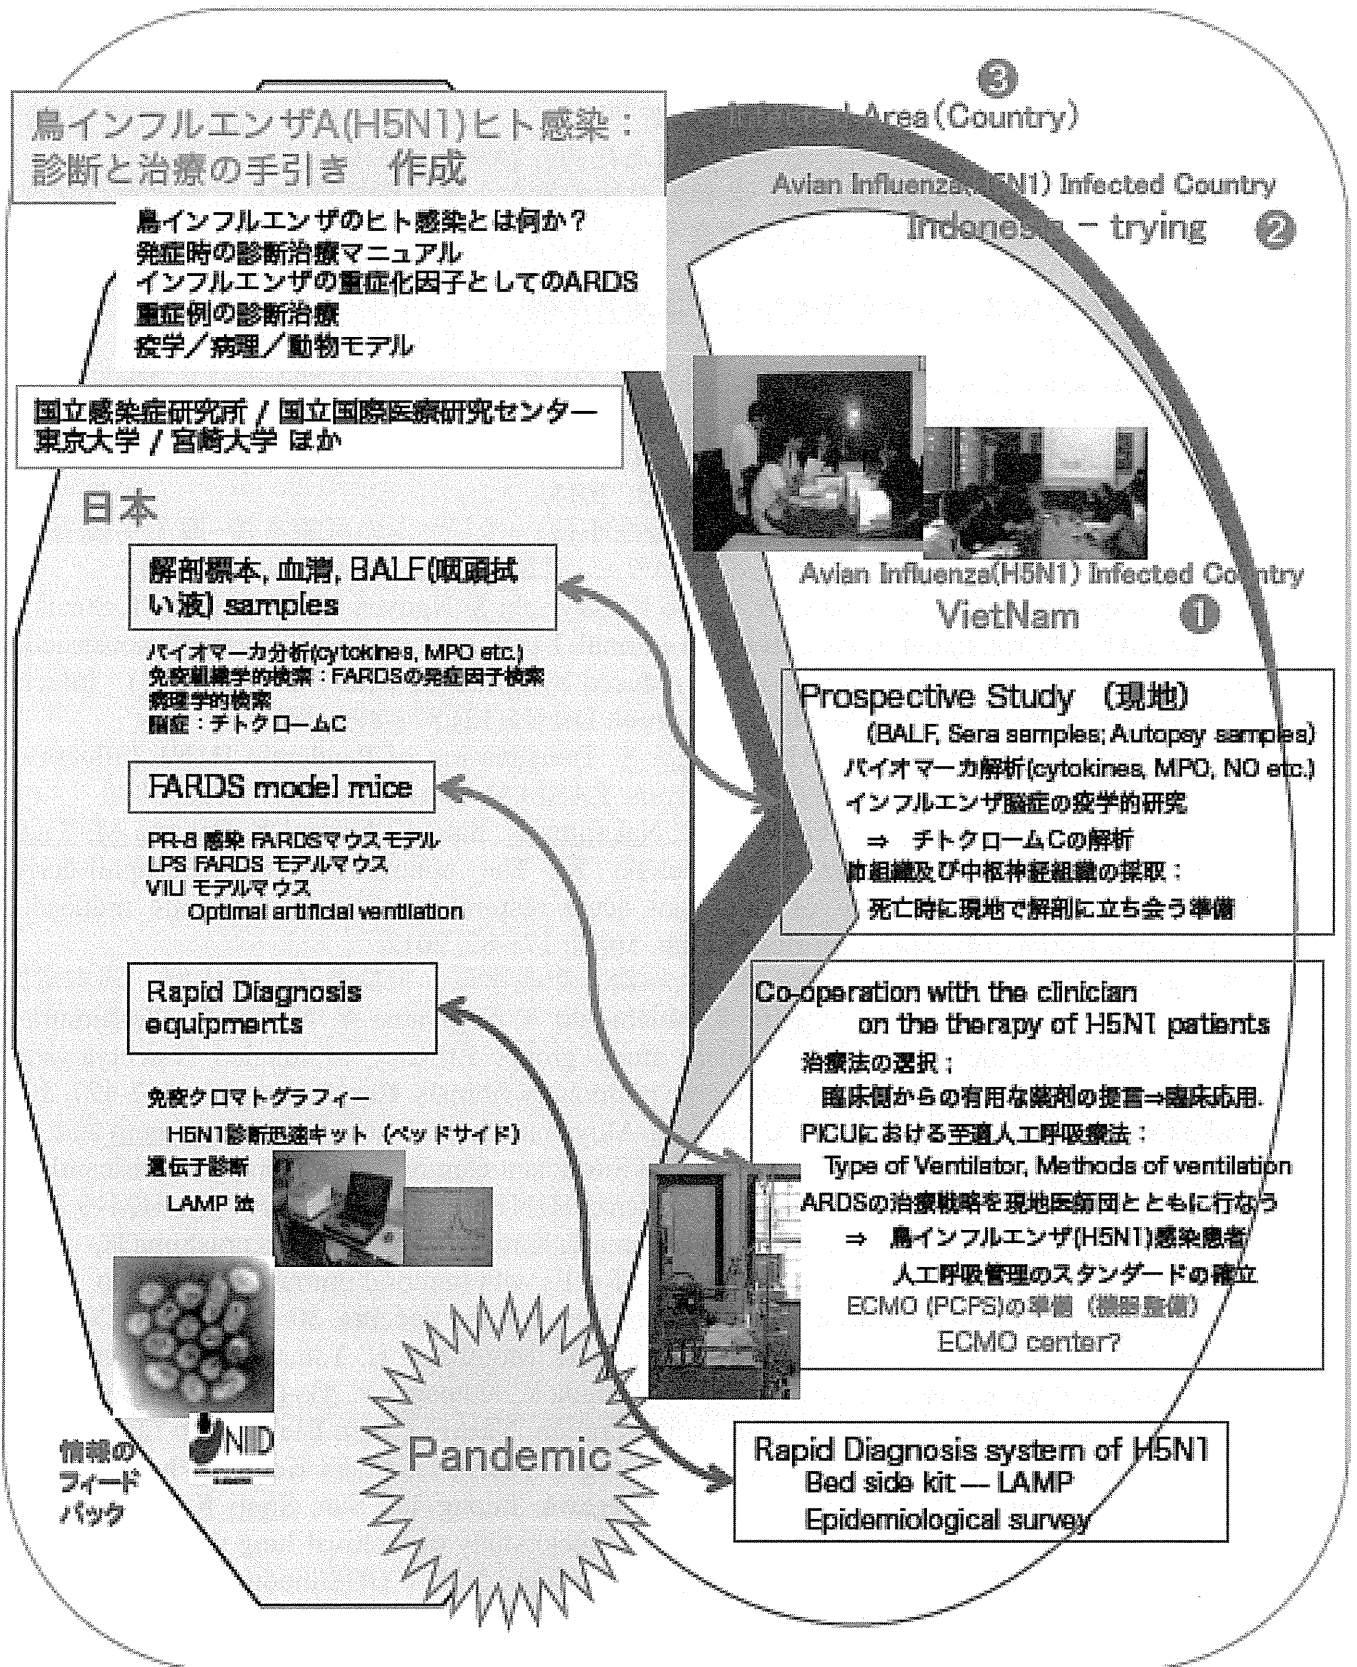 鳥インフルエンザA(H5N1)ヒト感染：
診断と治療の手引き　作成
鳥インフルエンザのヒト感染とは何か？
発症時の診断治療マニュアル
インフルエンザの重症化因子としてのARDS
重症例の診断治療
疫学／病理／動物モデル
国立感染症研究所 / 国立国際医療研究センター
東京大学 / 宮崎大学 ほか
日本
解剖標本, 血清, BALF(咽頭拭
い液) samples
バイオマーカ分析(cytokines, MPO etc.)
免疫組織学的検索：FARDSの発症因子検索
病理学的検索
脳症：チトクロームC
FARDS model mice
PR-8 感染 FARDSマウスモデル
LPS FARDS モデルマウス
VILI モデルマウス
Optimal artificial ventilation
Rapid Diagnosis
equipments
免疫クロマトグラフィー
H5N1診断迅速キット（ベッドサイド）
遺伝子診断
LAMP 法
NIID
情報の
フィード
バック
Pandemic
❸
Area (Country)
Avian Influenza(H5N1) Infected Country
Indonesia － trying ❷
Avian Influenza(H5N1) Infected Country
VietNam ❶
Prospective Study （現地）
(BALF, Sera samples; Autopsy samples)
バイオマーカ解析(cytokines, MPO, NO etc.)
インフルエンザ脳症の疫学的研究
⇒ チトクロームCの解析
肺組織及び中枢神経組織の採取：
死亡時に現地で解剖に立ち会う準備
Co-operation with the clinician
on the therapy of H5N1 patients
治療法の選択；
臨床側からの有用な薬剤の提言⇒臨床応用.
PICUにおける至適人工呼吸療法：
Type of Ventilator, Methods of ventilation
ARDSの治療戦略を現地医師団とともに行なう
⇒ 鳥インフルエンザ(H5N1)感染患者
人工呼吸管理のスタンダードの確立
ECMO (PCPS)の準備（機器整備）
ECMO center?
Rapid Diagnosis system of H5N1
Bed side kit — LAMP
Epidemiological survey